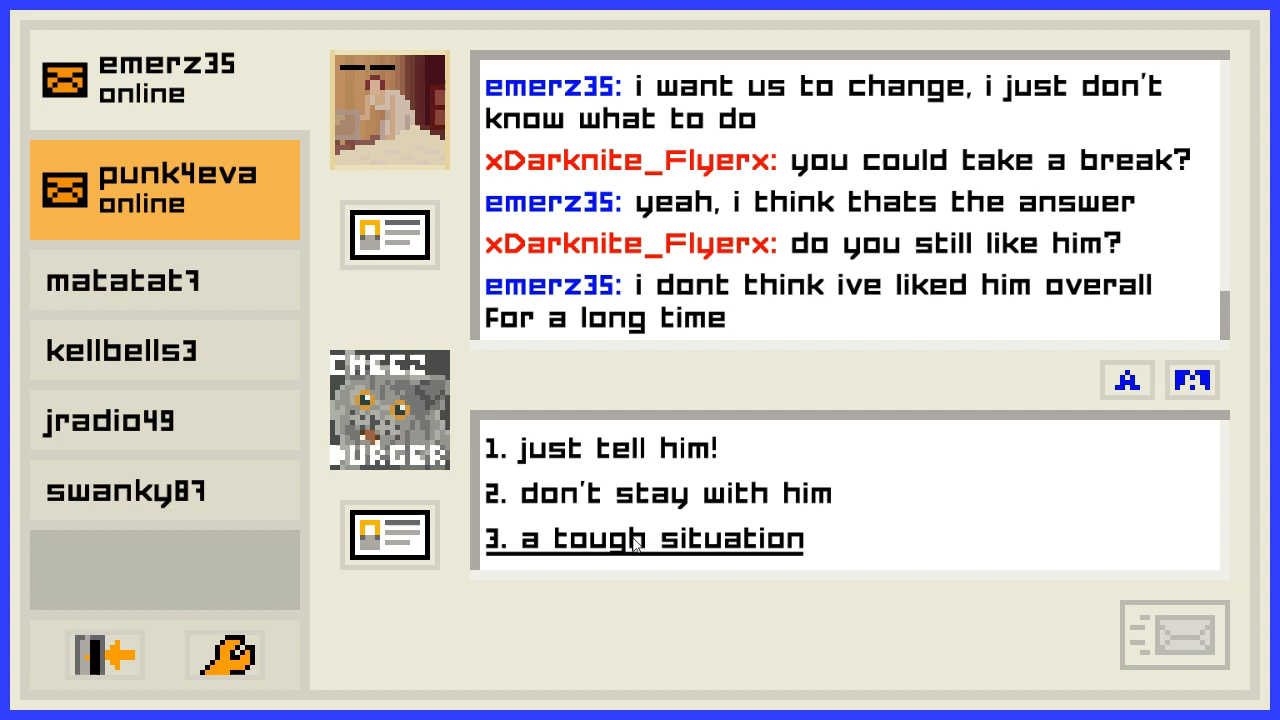 emerz35
online
punk4eva
online
matatat7
kellbells3
jradio49
swanky87
emerz35: i want us to change, i just don't
know what to do
xDarknite_Flyerx: you could take a break?
emerz35: yeah, i think thats the answer
xDarknite_Flyerx: do you still like him?
emerz35: i dont think ive liked him overall
for a long time
CHEEZ
BURGER
A
1. just tell him!
2. don't stay with him
3. a tough situation